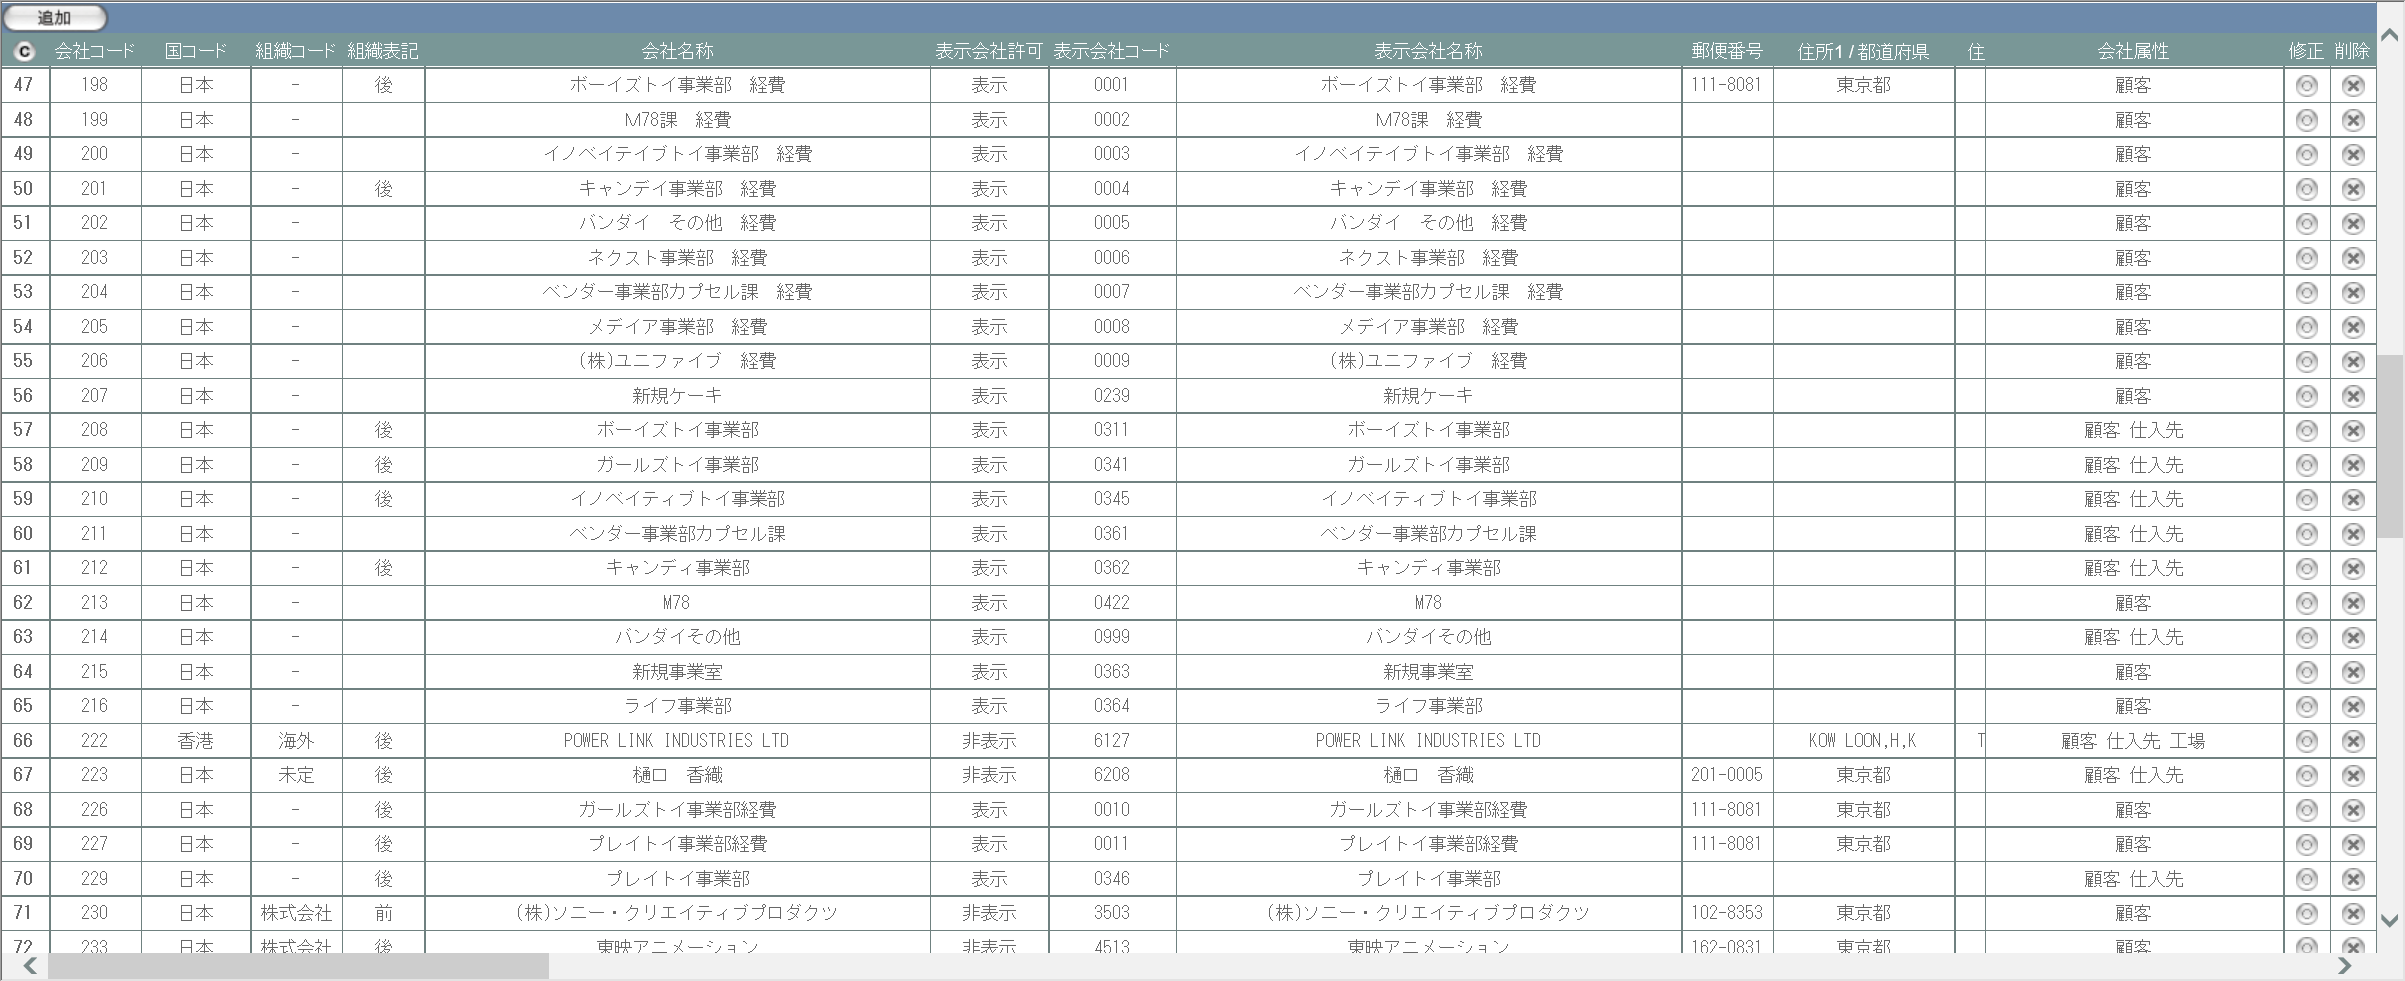 追加
C 会社コード 国コード 組織コード 組織表記 会社名称 表示会社許可 表示会社コード 表示会社名称 郵便番号 住所1 / 都道府県 住 会社属性 修正 削除
47 198 日本 - 後 ボーイズトイ事業部　経費 表示 0001 ボーイズトイ事業部　経費 111-8081 東京都 顧客
48 199 日本 - M78課　経費 表示 0002 M78課　経費 顧客
49 200 日本 - イノベイテイブトイ事業部　経費 表示 0003 イノベイテイブトイ事業部　経費 顧客
50 201 日本 - 後 キャンデイ事業部　経費 表示 0004 キャンデイ事業部　経費 顧客
51 202 日本 - バンダイ　その他　経費 表示 0005 バンダイ　その他　経費 顧客
52 203 日本 - ネクスト事業部　経費 表示 0006 ネクスト事業部　経費 顧客
53 204 日本 - ベンダー事業部カプセル課　経費 表示 0007 ベンダー事業部カプセル課　経費 顧客
54 205 日本 - メデイア事業部　経費 表示 0008 メデイア事業部　経費 顧客
55 206 日本 - (株)ユニファイブ　経費 表示 0009 (株)ユニファイブ　経費 顧客
56 207 日本 - 新規ケーキ 表示 0239 新規ケーキ 顧客
57 208 日本 - 後 ボーイズトイ事業部 表示 0311 ボーイズトイ事業部 顧客 仕入先
58 209 日本 - 後 ガールズトイ事業部 表示 0341 ガールズトイ事業部 顧客 仕入先
59 210 日本 - 後 イノベイティブトイ事業部 表示 0345 イノベイティブトイ事業部 顧客 仕入先
60 211 日本 - ベンダー事業部カプセル課 表示 0361 ベンダー事業部カプセル課 顧客 仕入先
61 212 日本 - 後 キャンディ事業部 表示 0362 キャンディ事業部 顧客 仕入先
62 213 日本 - M78 表示 0422 M78 顧客
63 214 日本 - バンダイその他 表示 0999 バンダイその他 顧客 仕入先
64 215 日本 - 新規事業室 表示 0363 新規事業室 顧客
65 216 日本 - ライフ事業部 表示 0364 ライフ事業部 顧客
66 222 香港 海外 後 POWER LINK INDUSTRIES LTD 非表示 6127 POWER LINK INDUSTRIES LTD KOW LOON,H,K T 顧客 仕入先 工場
67 223 日本 未定 後 樋口　香織 非表示 6208 樋口　香織 201-0005 東京都 顧客 仕入先
68 226 日本 - 後 ガールズトイ事業部経費 表示 0010 ガールズトイ事業部経費 111-8081 東京都 顧客
69 227 日本 - 後 プレイトイ事業部経費 表示 0011 プレイトイ事業部経費 111-8081 東京都 顧客
70 229 日本 - 後 プレイトイ事業部 表示 0346 プレイトイ事業部 顧客 仕入先
71 230 日本 株式会社 前 (株)ソニー・クリエイティブプロダクツ 非表示 3503 (株)ソニー・クリエイティブプロダクツ 102-8353 東京都 顧客
72 233 日本 株式会社 後 東映アニメーション 非表示 4513 東映アニメーション 162-0831 東京都 顧客